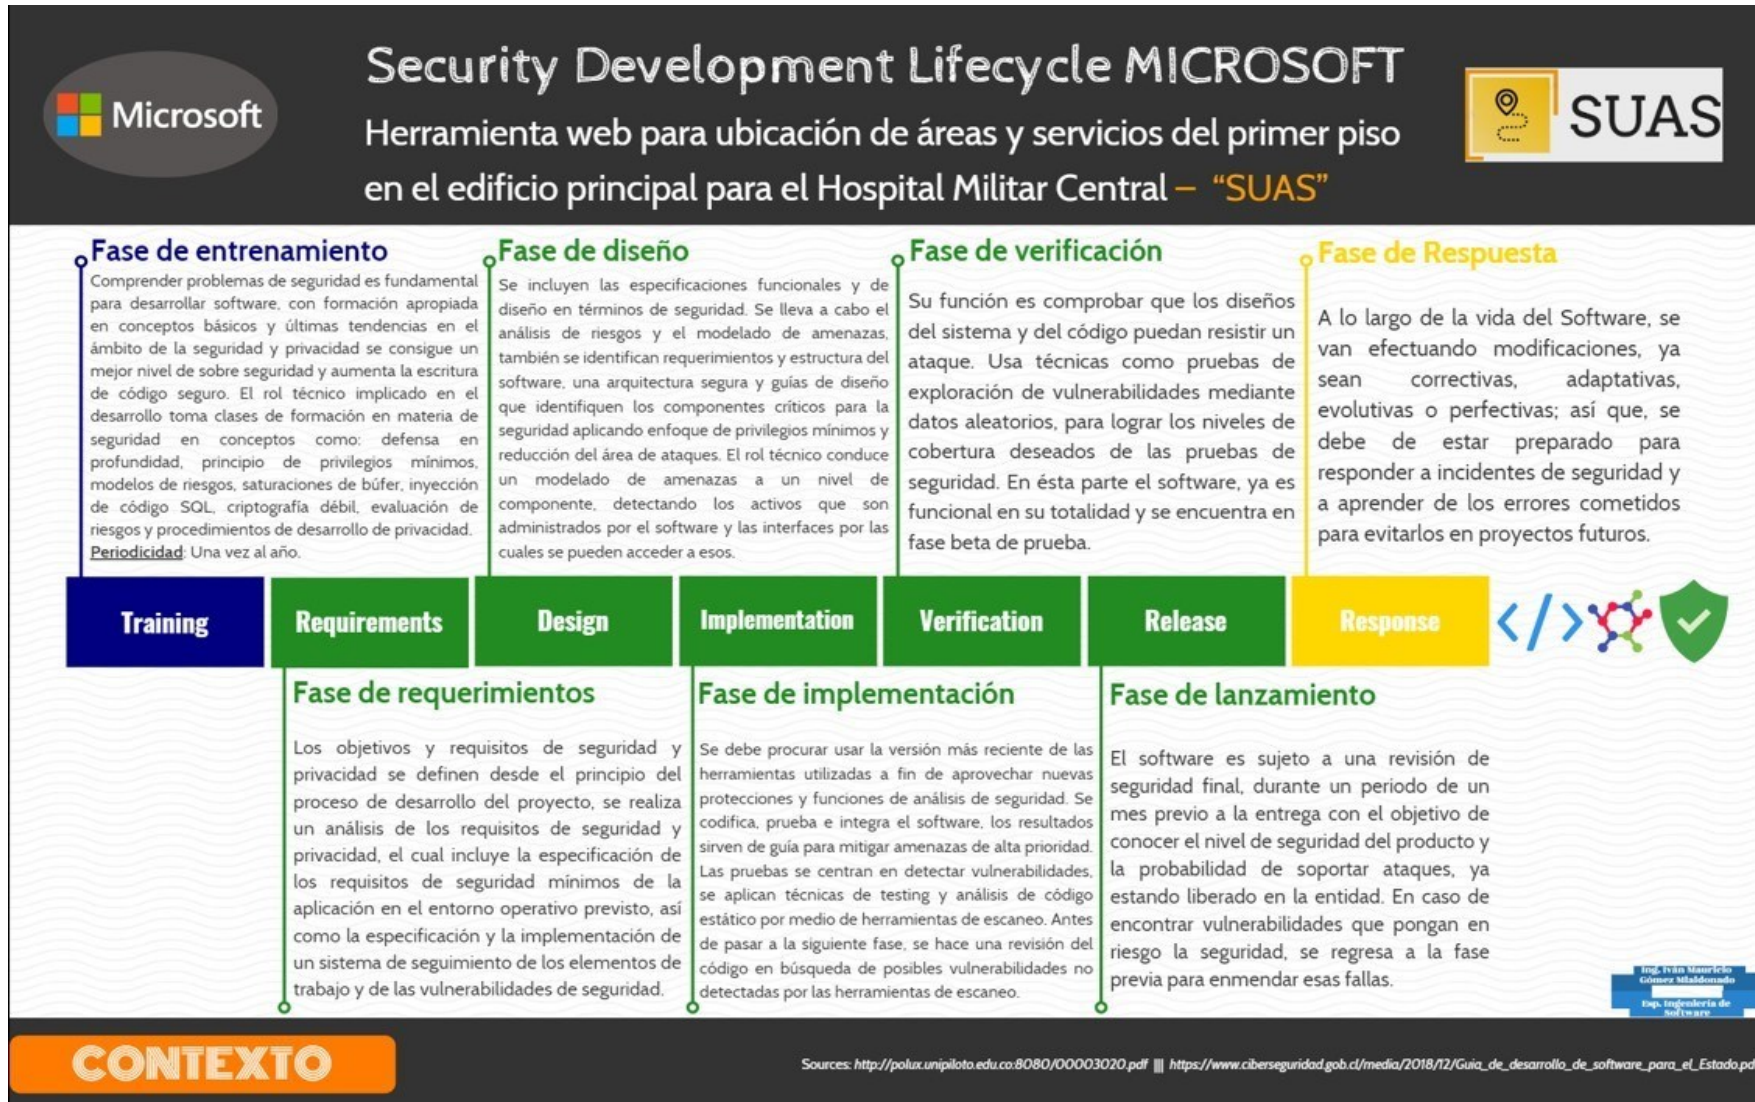 Microsoft
Security Development Lifecycle MICROSOFT
Herramienta web para ubicación de áreas y servicios del primer piso
en el edificio principal para el Hospital Militar Central – “SUAS”
SUAS
Fase de entrenamiento
Comprender problemas de seguridad es fundamental
para desarrollar software, con formación apropiada
en conceptos básicos y últimas tendencias en el
ámbito de la seguridad y privacidad se consigue un
mejor nivel de sobre seguridad y aumenta la escritura
de código seguro. El rol técnico implicado en el
desarrollo toma clases de formación en materia de
seguridad en conceptos como: defensa en
profundidad, principio de privilegios mínimos,
modelos de riesgos, saturaciones de búfer, inyección
de código SQL, criptografía débil, evaluación de
riesgos y procedimientos de desarrollo de privacidad.
Periodicidad: Una vez al año.
Fase de diseño
Se incluyen las especificaciones funcionales y de
diseño en términos de seguridad. Se lleva a cabo el
análisis de riesgos y el modelado de amenazas,
también se identifican requerimientos y estructura del
software, una arquitectura segura y guías de diseño
que identifiquen los componentes críticos para la
seguridad aplicando enfoque de privilegios mínimos y
reducción del área de ataques. El rol técnico conduce
un modelado de amenazas a un nivel de
componente, detectando los activos que son
administrados por el software y las interfaces por las
cuales se pueden acceder a esos.
Fase de verificación
Su función es comprobar que los diseños
del sistema y del código puedan resistir un
ataque. Usa técnicas como pruebas de
exploración de vulnerabilidades mediante
datos aleatorios, para lograr los niveles de
cobertura deseados de las pruebas de
seguridad. En ésta parte el software, ya es
funcional en su totalidad y se encuentra en
fase beta de prueba.
Fase de Respuesta
A lo largo de la vida del Software, se
van efectuando modificaciones, ya
sean correctivas, adaptativas,
evolutivas o perfectivas; así que, se
debe de estar preparado para
responder a incidentes de seguridad y
a aprender de los errores cometidos
para evitarlos en proyectos futuros.
Training
Requirements
Design
Implementation
Verification
Release
Response
Fase de requerimientos
Los objetivos y requisitos de seguridad y
privacidad se definen desde el principio del
proceso de desarrollo del proyecto, se realiza
un análisis de los requisitos de seguridad y
privacidad, el cual incluye la especificación de
los requisitos de seguridad mínimos de la
aplicación en el entorno operativo previsto, así
como la especificación y la implementación de
un sistema de seguimiento de los elementos de
trabajo y de las vulnerabilidades de seguridad.
Fase de implementación
Se debe procurar usar la versión más reciente de las
herramientas utilizadas a fin de aprovechar nuevas
protecciones y funciones de análisis de seguridad. Se
codifica, prueba e integra el software, los resultados
sirven de guía para mitigar amenazas de alta prioridad.
Las pruebas se centran en detectar vulnerabilidades,
se aplican técnicas de testing y análisis de código
estático por medio de herramientas de escaneo. Antes
de pasar a la siguiente fase, se hace una revisión del
código en búsqueda de posibles vulnerabilidades no
detectadas por las herramientas de escaneo.
Fase de lanzamiento
El software es sujeto a una revisión de
seguridad final, durante un periodo de un
mes previo a la entrega con el objetivo de
conocer el nivel de seguridad del producto y
la probabilidad de soportar ataques, ya
estando liberado en la entidad. En caso de
encontrar vulnerabilidades que pongan en
riesgo la seguridad, se regresa a la fase
previa para enmendar esas fallas.
Ing. Iván Mauricio
Gómez
Esp. Ingeniería de
Software
CONTEXTO
Sources: http://polux.unipiloto.edu.co:8080/00003020.pdf ||| https://www.ciberseguridad.gob.cl/media/2018/12/Guia_de_desarrollo_de_software_para_el_Estado.pd